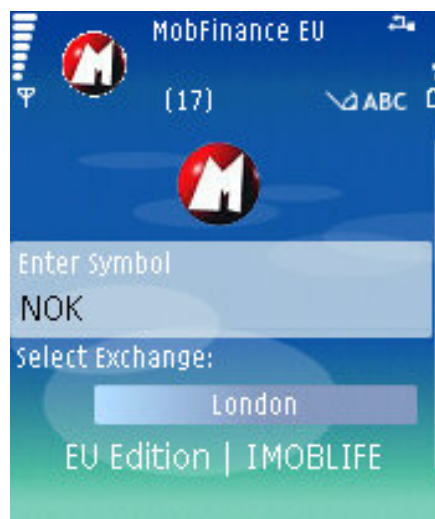 MobFinance EU
(17)
ABC
Enter Symbol
NOK
Select Exchange:
London
EU Edition | IMOBLIFE